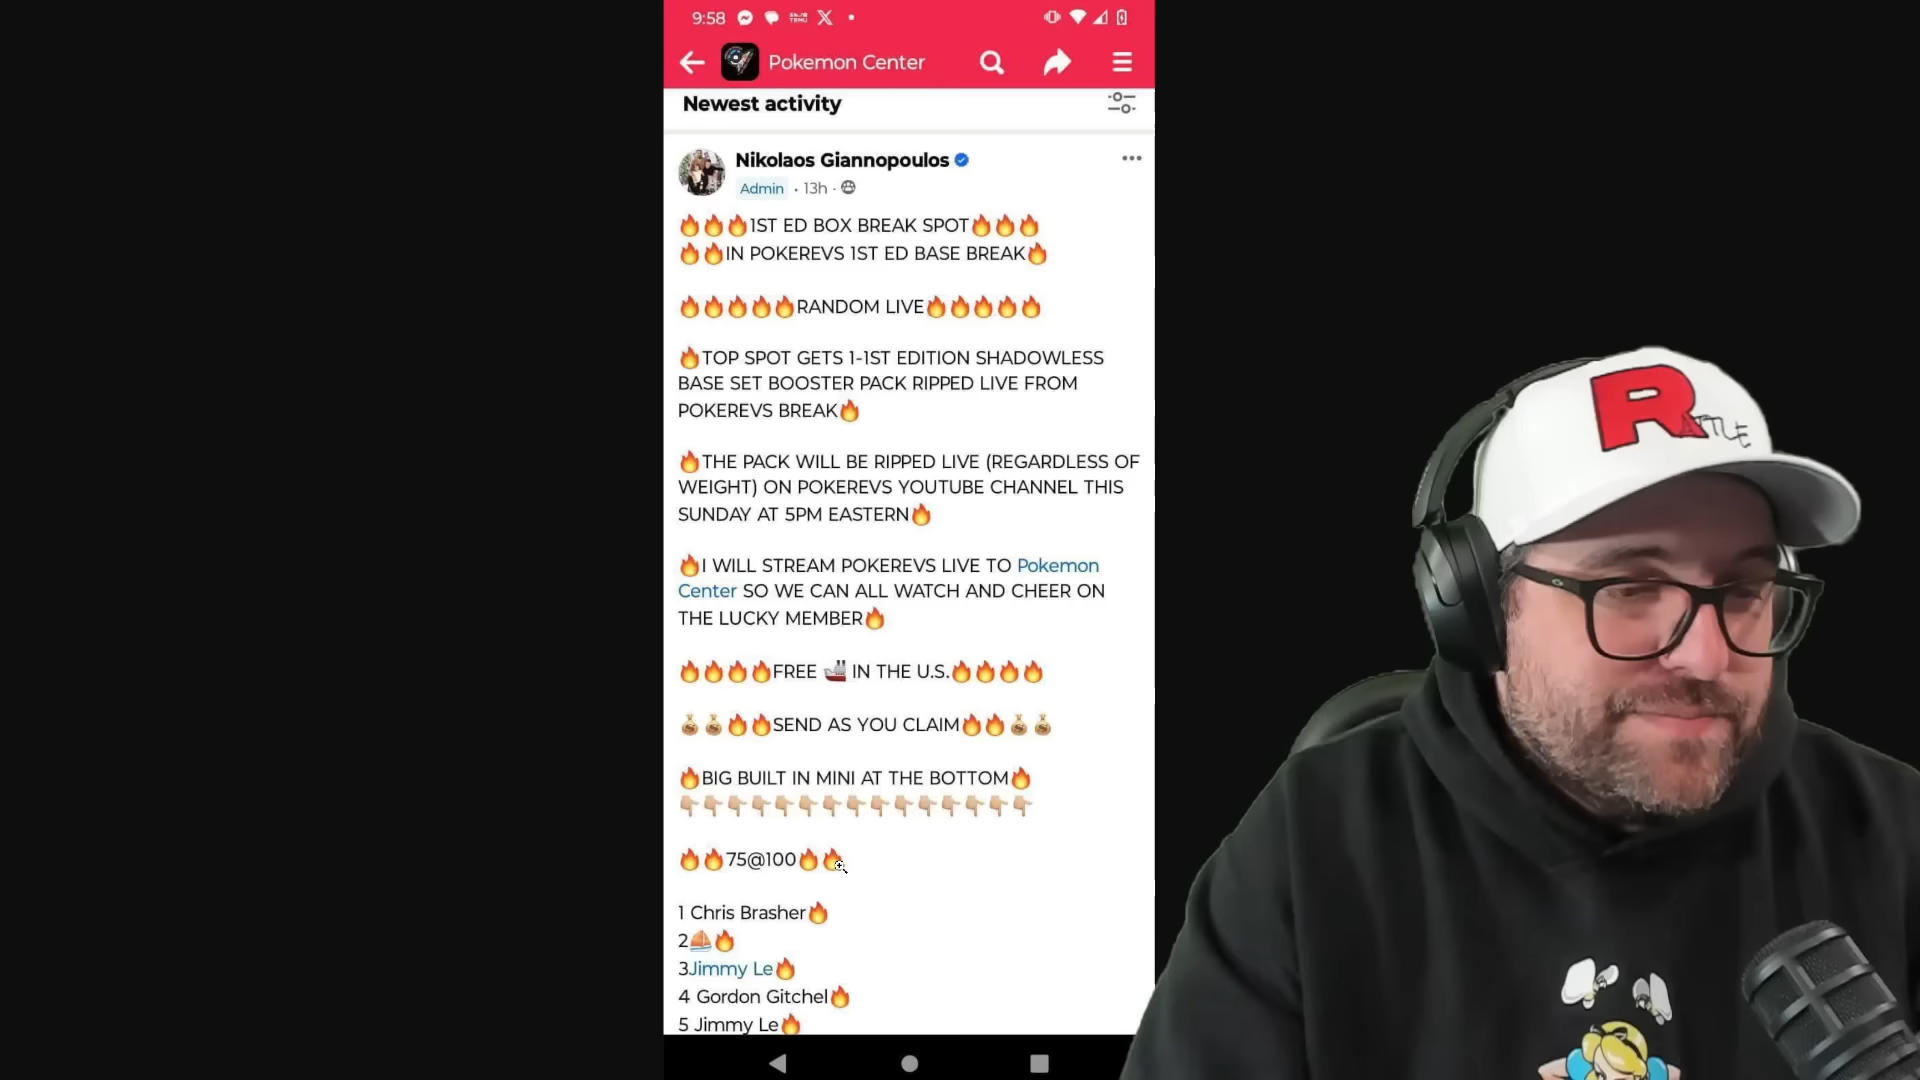 9:58
Pokemon Center
Newest activity
Nikolaos Giannopoulos
Admin · 13h ·
🔥🔥🔥1ST ED BOX BREAK SPOT🔥🔥🔥
🔥🔥IN POKEREVS 1ST ED BASE BREAK🔥
🔥🔥🔥🔥🔥RANDOM LIVE🔥🔥🔥🔥🔥
🔥TOP SPOT GETS 1-1ST EDITION SHADOWLESS
BASE SET BOOSTER PACK RIPPED LIVE FROM
POKEREVS BREAK🔥
🔥THE PACK WILL BE RIPPED LIVE (REGARDLESS OF
WEIGHT) ON POKEREVS YOUTUBE CHANNEL THIS
SUNDAY AT 5PM EASTERN🔥
🔥I WILL STREAM POKEREVS LIVE TO Pokemon
Center SO WE CAN ALL WATCH AND CHEER ON
THE LUCKY MEMBER🔥
🔥🔥🔥🔥FREE 🚢 IN THE U.S.🔥🔥🔥🔥
💰💰🔥🔥SEND AS YOU CLAIM🔥🔥💰💰
🔥BIG BUILT IN MINI AT THE BOTTOM🔥
👇🏼👇🏼👇🏼👇🏼👇🏼👇🏼👇🏼👇🏼👇🏼👇🏼👇🏼👇🏼👇🏼👇🏼👇🏼
🔥🔥75@100🔥🔥
1 Chris Brasher🔥
2⛵🔥
3Jimmy Le🔥
4 Gordon Gitchel🔥
5 Jimmy Le🔥
R